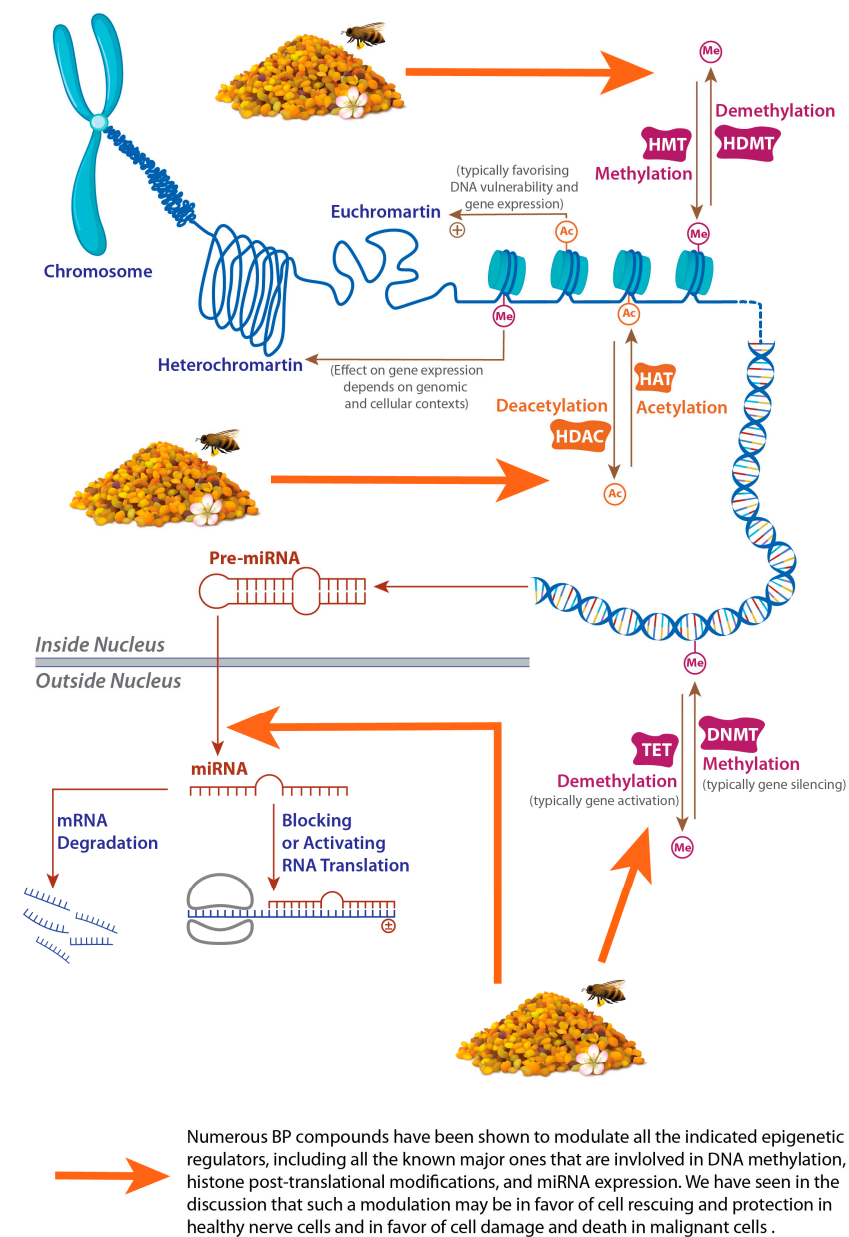 Me
Demethylation
HMT
HDMT
Methylation
(typically favorising
DNA vulnerability and
gene expression)
Euchromartin
+
Ac
Me
Chromosome
Me
Ac
Heterochromartin
(Effect on gene expression
depends on genomic
and cellular contexts)
HAT
Deacetylation
Acetylation
HDAC
Ac
Pre-miRNA
Inside Nucleus
Outside Nucleus
Me
DNMT
TET
Methylation
(typically gene silencing)
Demethylation
(typically gene activation)
Me
miRNA
mRNA
Degradation
Blocking
or Activating
RNA Translation
±
Numerous BP compounds have been shown to modulate all the indicated epigenetic
regulators, including all the known major ones that are invlolved in DNA methylation,
histone post-translational modifications, and miRNA expression. We have seen in the
discussion that such a modulation may be in favor of cell rescuing and protection in
healthy nerve cells and in favor of cell damage and death in malignant cells .